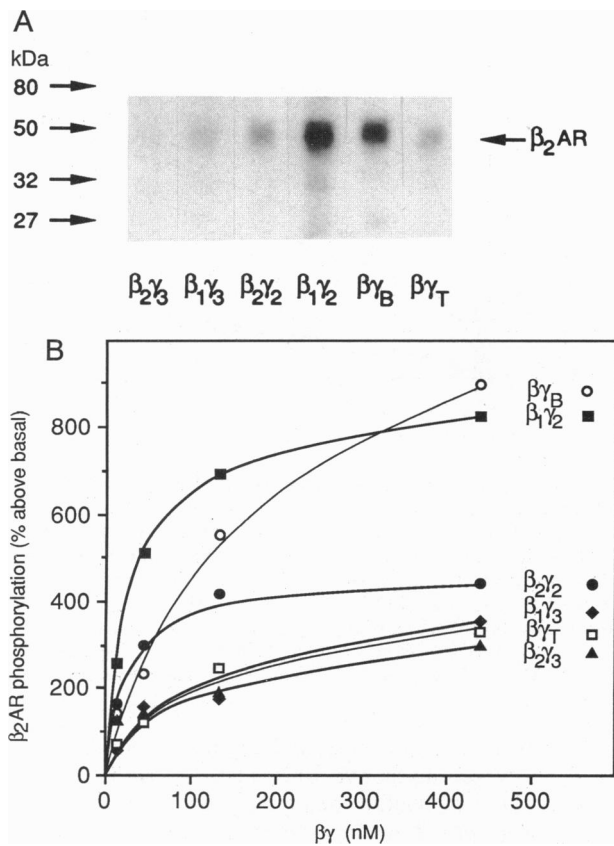 A
kDa
80
50
β₂AR
32
27
β₂γ₃ β₁γ₃ β₂γ₂ β₁γ₂ βγB βγT
B
β₂AR phosphorylation (% above basal)
800
600
400
200
0
βγB
β₁γ₂
β₂γ₂
β₁γ₃
βγT
β₂γ₃
0 100 200 300 400 500
βγ (nM)